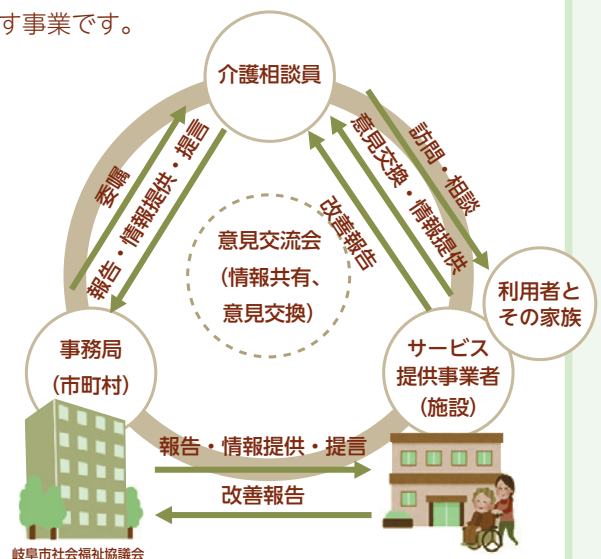 す事業です。
介護相談員
委嘱
報告・情報提供・提言
訪問・相談
意見交換・情報提供
改善報告
意見交流会
(情報共有、
意見交換)
利用者と
その家族
事務局
(市町村)
サービス
提供事業者
(施設)
報告・情報提供・提言
改善報告
岐阜市社会福祉協議会